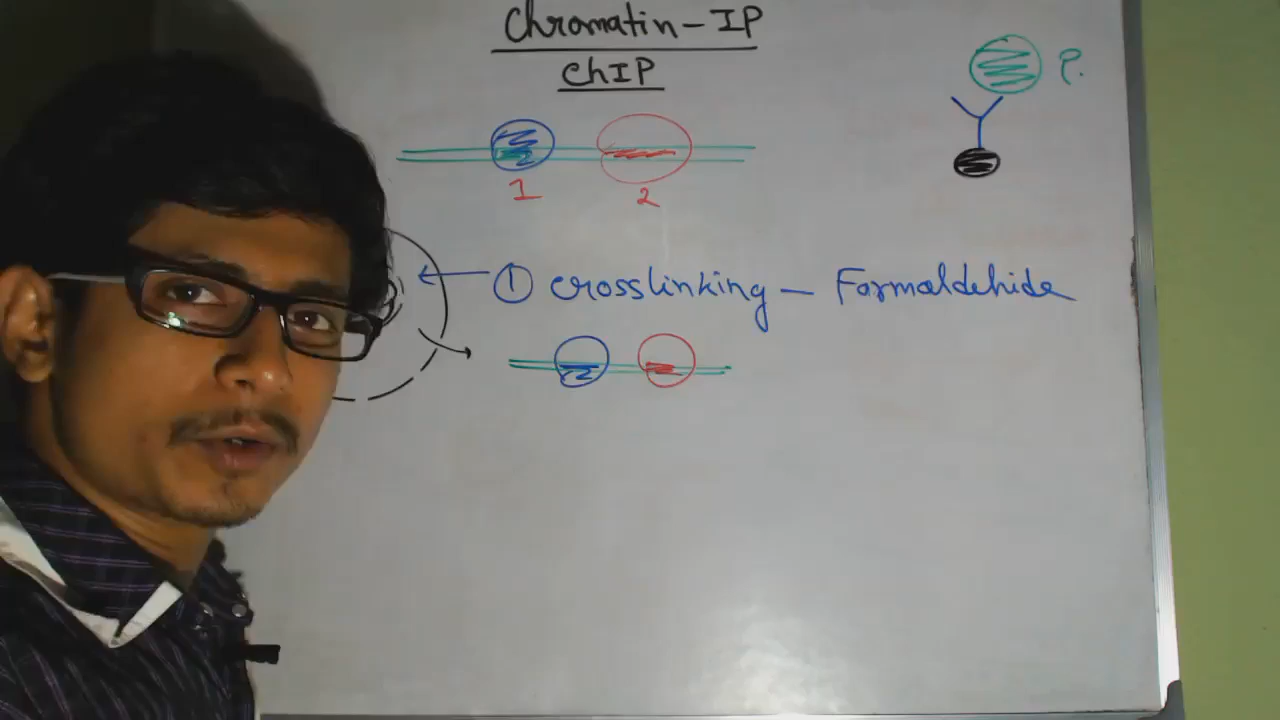 Chromatin-IP
ChIP
P.
1 2
① Crosslinking — Formaldehide